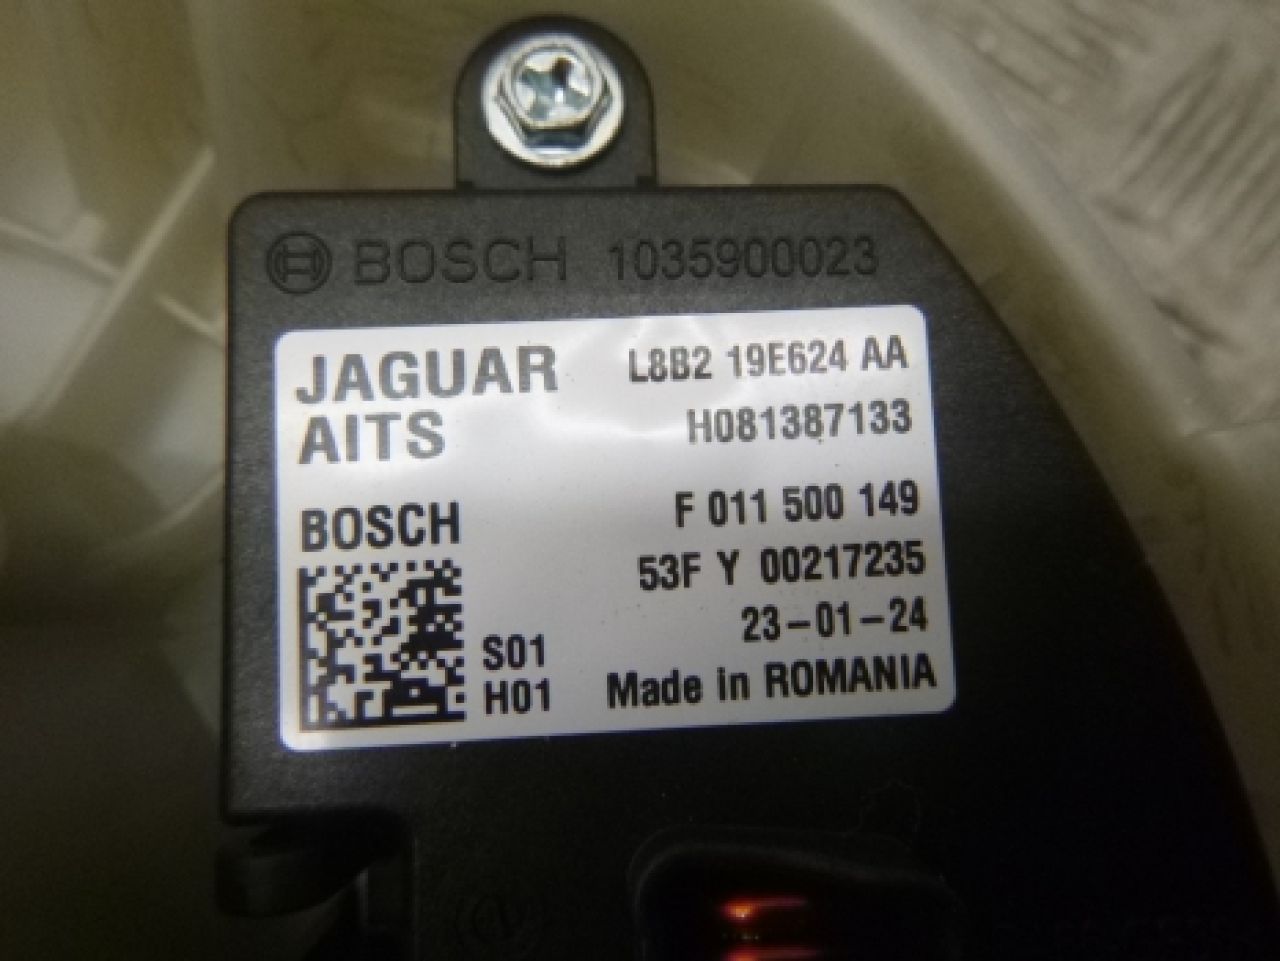 BOSCH 1035900023
JAGUAR L8B2 19E624 AA
AITS H081387133
BOSCH F 011 500 149
53F Y 00217235
S01 23-01-24
H01 Made in ROMANIA